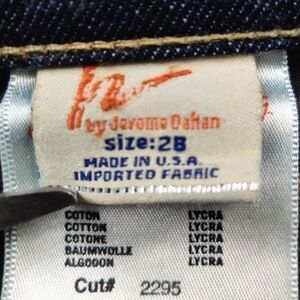 by Jerome Dahan
size:28
MADE IN U.S.A.
IMPORTED FABRIC
COTON LYCRA
COTTON LYCRA
COTONE LYCRA
BAUMWOLLE LYCRA
ALGODON LYCRA
Cut# 2295